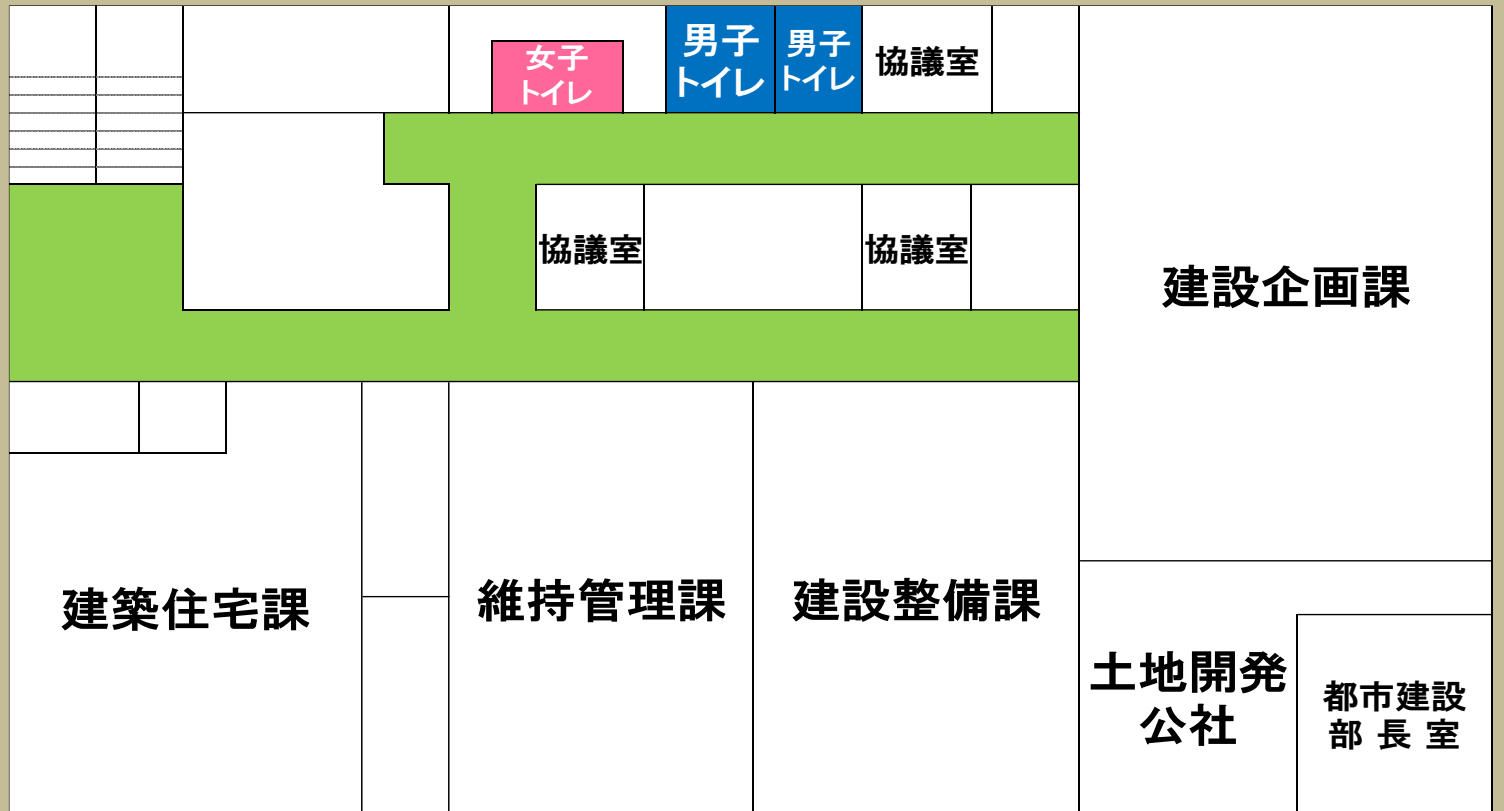 女子
トイレ
男子
トイレ
男子
トイレ
協議室
協議室
協議室
建設企画課
建築住宅課
維持管理課
建設整備課
土地開発
公社
都市建設
部 長 室